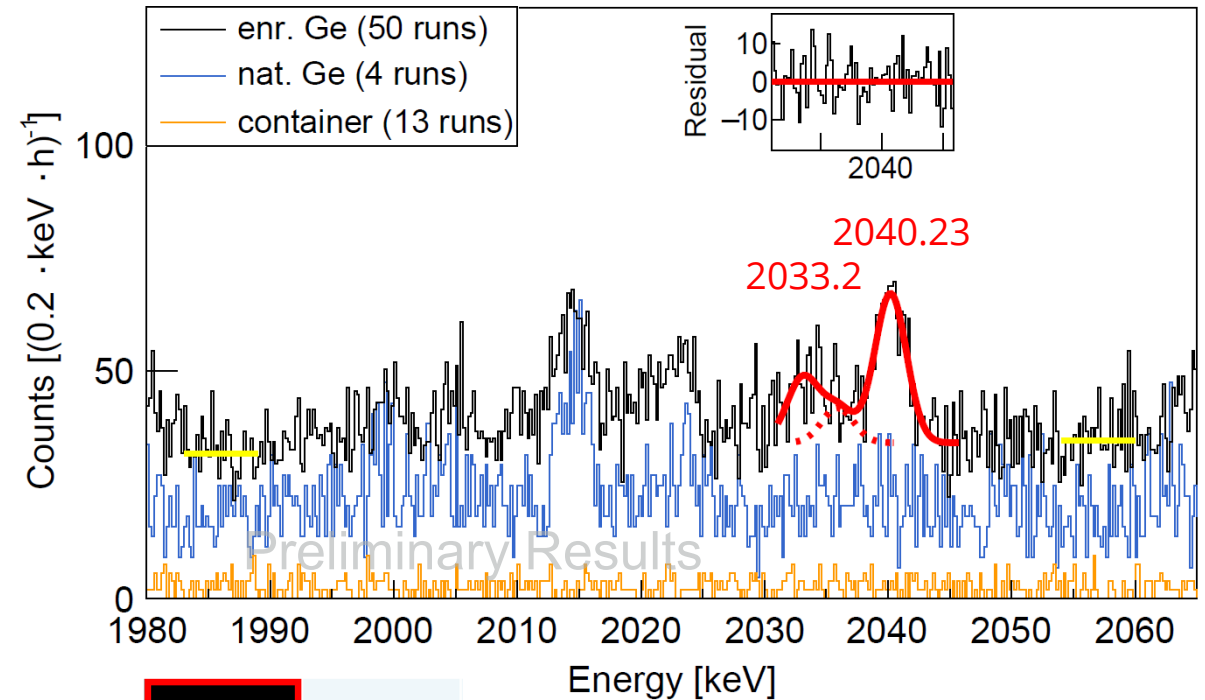 enr. Ge (50 runs)
nat. Ge (4 runs)
container (13 runs)
Residual
10
0
–10
2040
2040.23
2033.2
Counts [(0.2 · keV · h)⁻¹]
100
50
0
Preliminary Results
1980 1990 2000 2010 2020 2030 2040 2050 2060
Energy [keV]